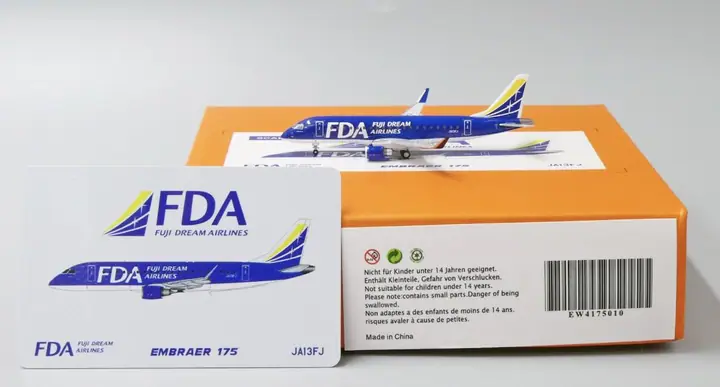 FDA FUJI DREAM
AIRLINES
EMBRAER 175
JA13FJ
FDA
FUJI DREAM AIRLINES
FDA FUJI DREAM
AIRLINES
FDA FUJI DREAM
AIRLINES
EMBRAER 175
JA13FJ
Nicht für Kinder unter 14 Jahren geeignet.
Enthält Kleinteile, Gefahr von Verschlucken.
Not suitable for children under 14 years.
Please note:contains small parts.Danger of being
swallowed.
Non adaptes a des enfants de moins de 14 ans.
risques avaler à cause de petites.
Made in China
EW4175010